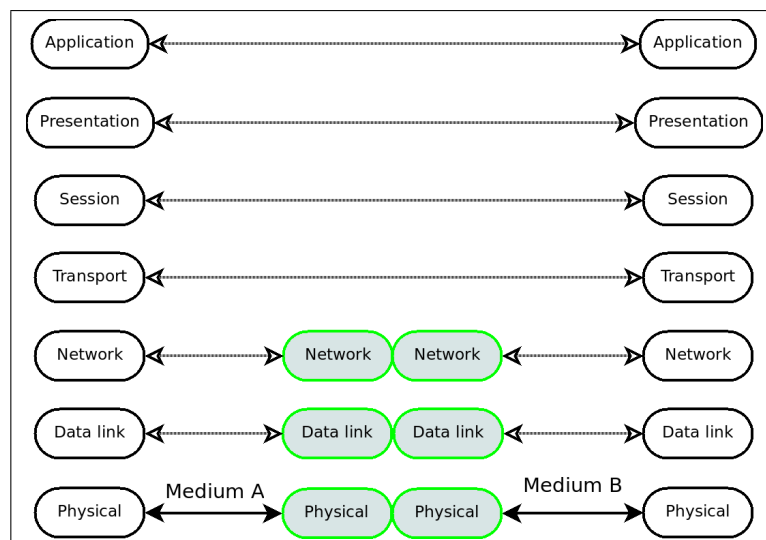 Application Application
Presentation Presentation
Session Session
Transport Transport
Network Network Network Network
Data link Data link Data link Data link
Medium A Medium B
Physical Physical Physical Physical